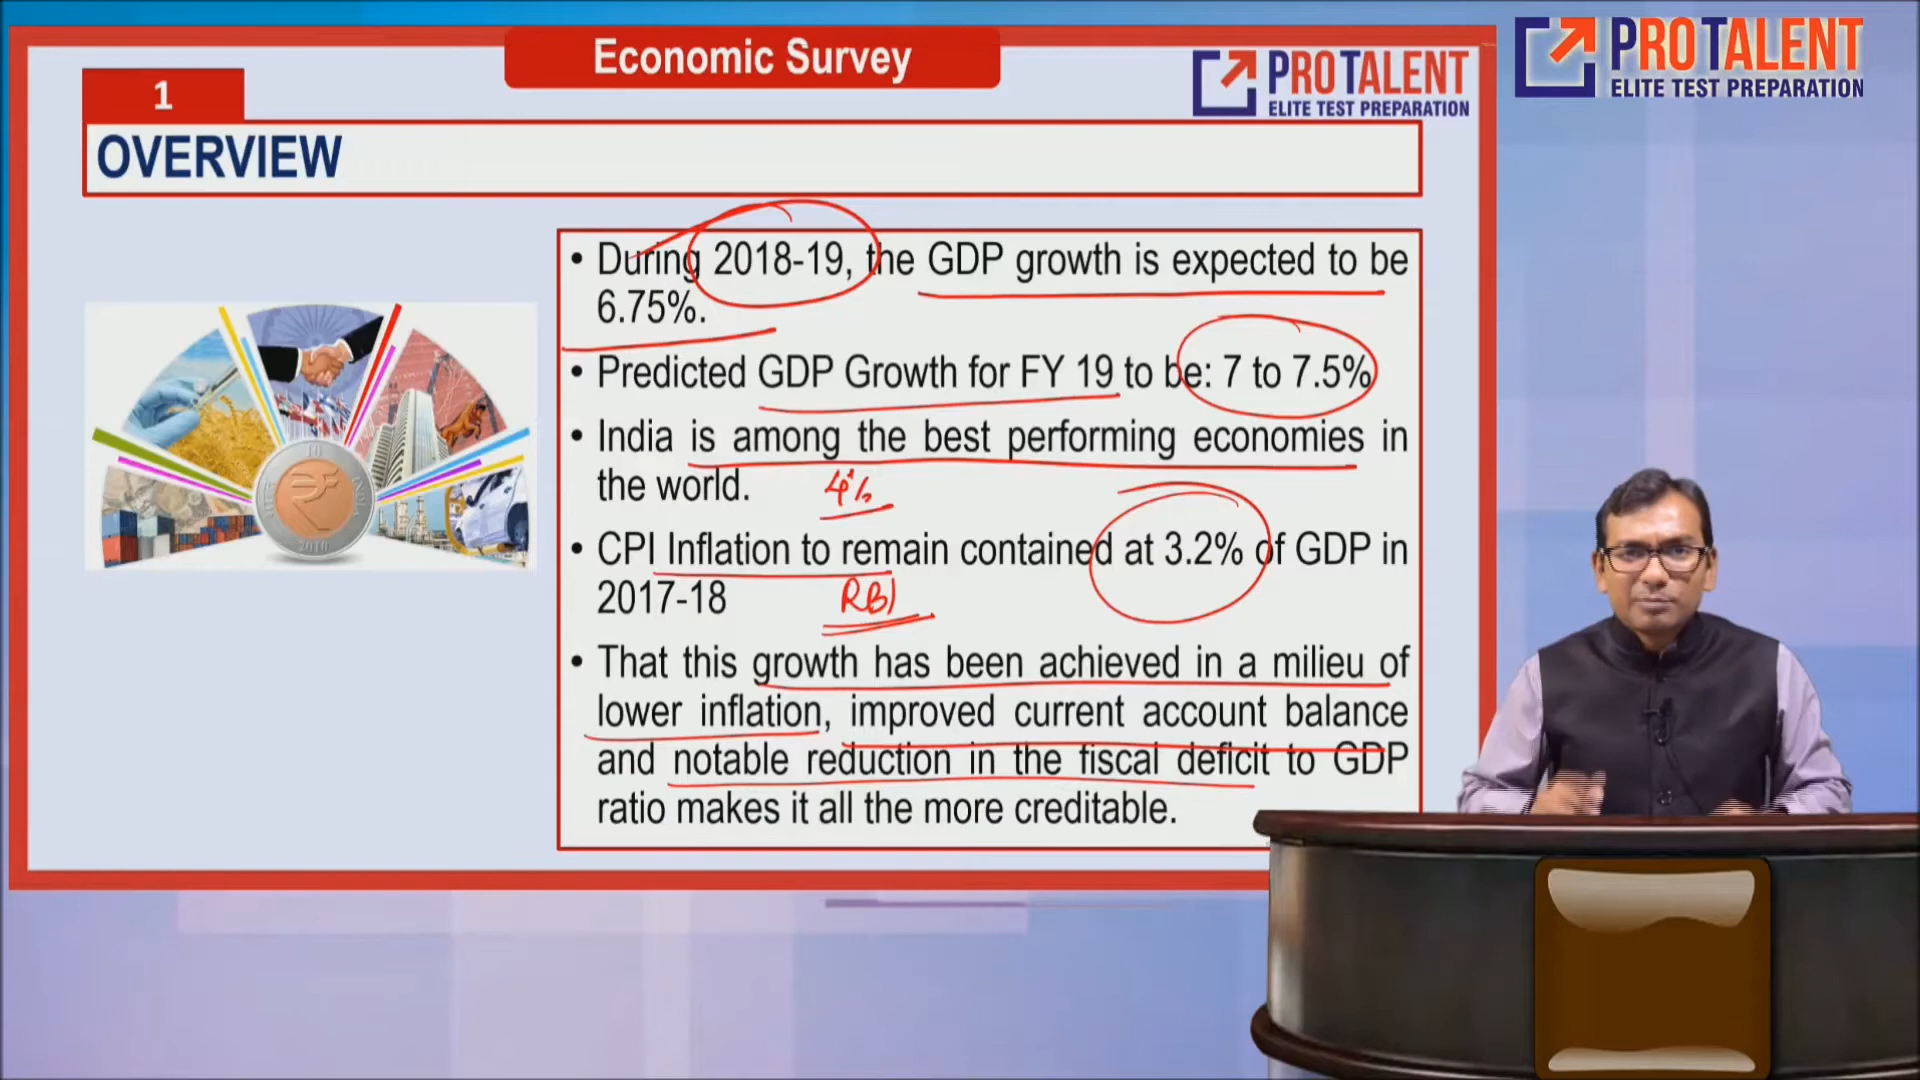 Economic Survey
PROTALENT
ELITE TEST PREPARATION
PROTALENT
ELITE TEST PREPARATION
1
OVERVIEW
• During 2018-19, the GDP growth is expected to be
6.75%.
• Predicted GDP Growth for FY 19 to be: 7 to 7.5%
• India is among the best performing economies in
the world. 4%
• CPI Inflation to remain contained at 3.2% of GDP in
2017-18 RBI
• That this growth has been achieved in a milieu of
lower inflation, improved current account balance
and notable reduction in the fiscal deficit to GDP
ratio makes it all the more creditable.
10
2010